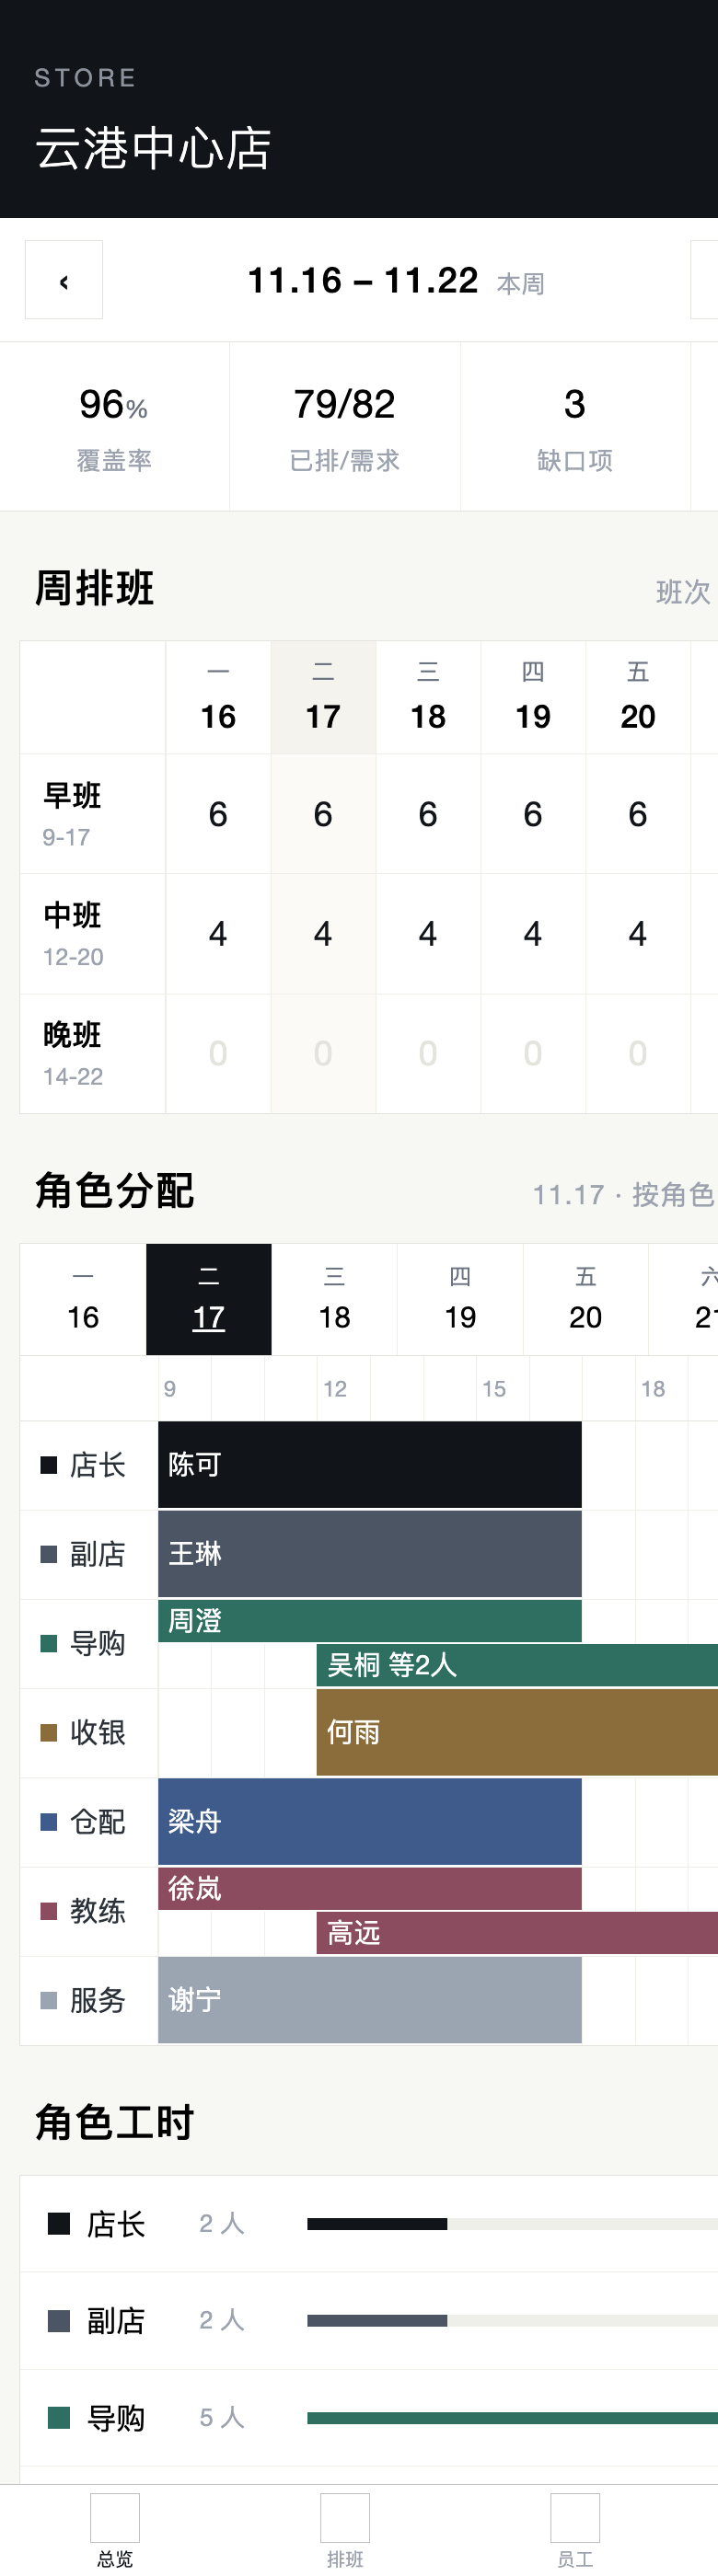 STORE
云港中心店
‹ 11.16 – 11.22 本周
96% 79/82 3
覆盖率 已排/需求 缺口项
周排班 班次
一 二 三 四 五
16 17 18 19 20
早班 6 6 6 6 6
9-17
中班 4 4 4 4 4
12-20
晚班 0 0 0 0 0
14-22
角色分配 11.17 · 按角色
一 二 三 四 五
16 17 18 19 20
9 12 15 18
店长 陈可
副店 王琳
导购 周澄
吴桐 等2人
收银 何雨
仓配 梁舟
教练 徐岚
高远
服务 谢宁
角色工时
店长 2 人
副店 2 人
导购 5 人
总览 排班 员工